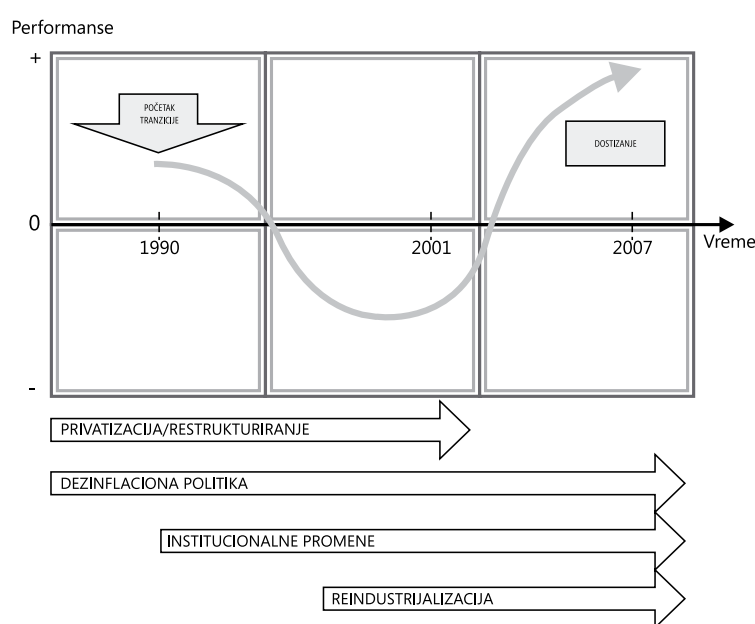 Performanse
+
POČETAK
TRANZICIJE
DOSTIZANJE
0
1990
2001
2007
Vreme
-
PRIVATIZACIJA/RESTRUKTURIRANJE
DEZINFLACIONA POLITIKA
INSTITUCIONALNE PROMENE
REINDUSTRIJALIZACIJA